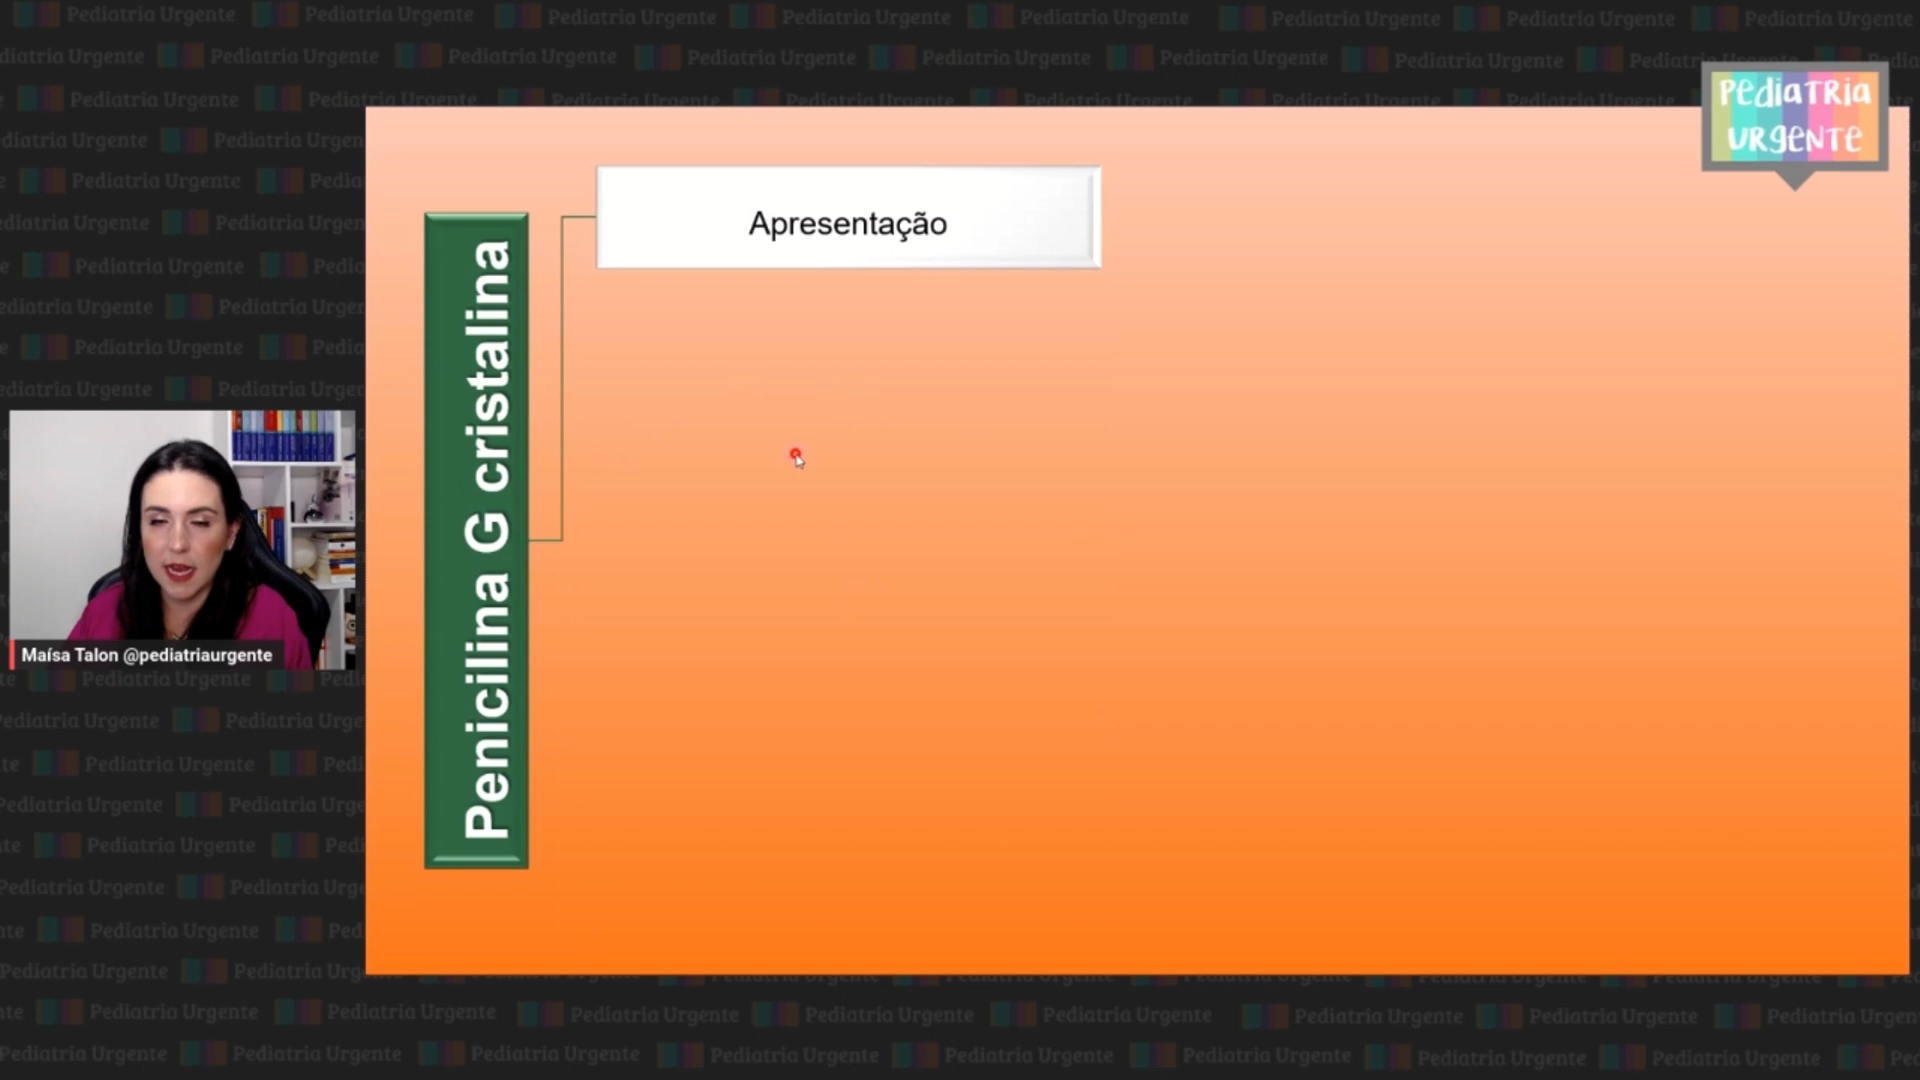 PEDIATRIA
URGENTE
Apresentação
Penicilina G cristalina
Maísa Talon @pediatriaurgente
Pediatria Urgente